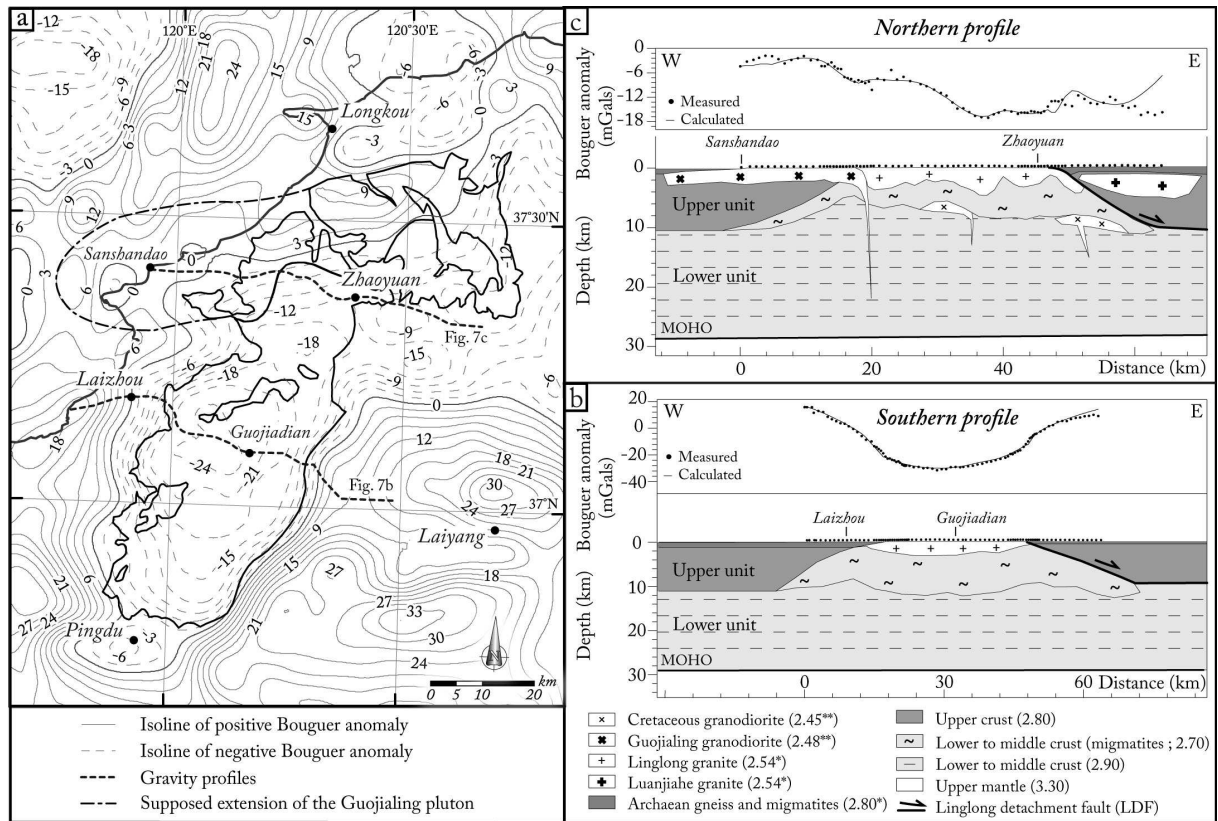 a
120°E
120°30'E
-12
-18
-15
-9
-6
-3
0
6
3
12
18
21
24
15
9
-15
Longkou
-3
-6
-3
0
9
3
37°30'N
12
6
3
0
Sanshandao
0
6
0
3
9
12
Zhaoyuan
-12
-9
-15
-9
Fig. 7c
-18
-6
-18
6
Laizhou
18
0
-6
12
Guojiadian
-24
-21
18
21
30
24
27
Fig. 7b
37°N
9
Laiyang
-15
15
18
27
21
6
33
30
24
21
27
24
Pingdu
-3
-6
N
km
0 5 10 20
Isoline of positive Bouguer anomaly
Isoline of negative Bouguer anomaly
Gravity profiles
Supposed extension of the Guojialing pluton
c
Northern profile
Bouguer anomaly
(mGals)
0
-6
-12
-18
W
E
Measured
Calculated
Sanshandao
Zhaoyuan
Depth (km)
0
10
20
30
Upper unit
Lower unit
MOHO
0 20 40 60 Distance (km)
b
Southern profile
Bouguer anomaly
(mGals)
20
0
-20
-40
W
E
Measured
Calculated
Laizhou
Guojiadian
Depth (km)
0
10
20
30
Upper unit
Lower unit
MOHO
0 30 60 Distance (km)
Cretaceous granodiorite (2.45**)
Guojialing granodiorite (2.48**)
Linglong granite (2.54*)
Luanjiahe granite (2.54*)
Archaean gneiss and migmatites (2.80*)
Upper crust (2.80)
Lower to middle crust (migmatites ; 2.70)
Lower to middle crust (2.90)
Upper mantle (3.30)
Linglong detachment fault (LDF)